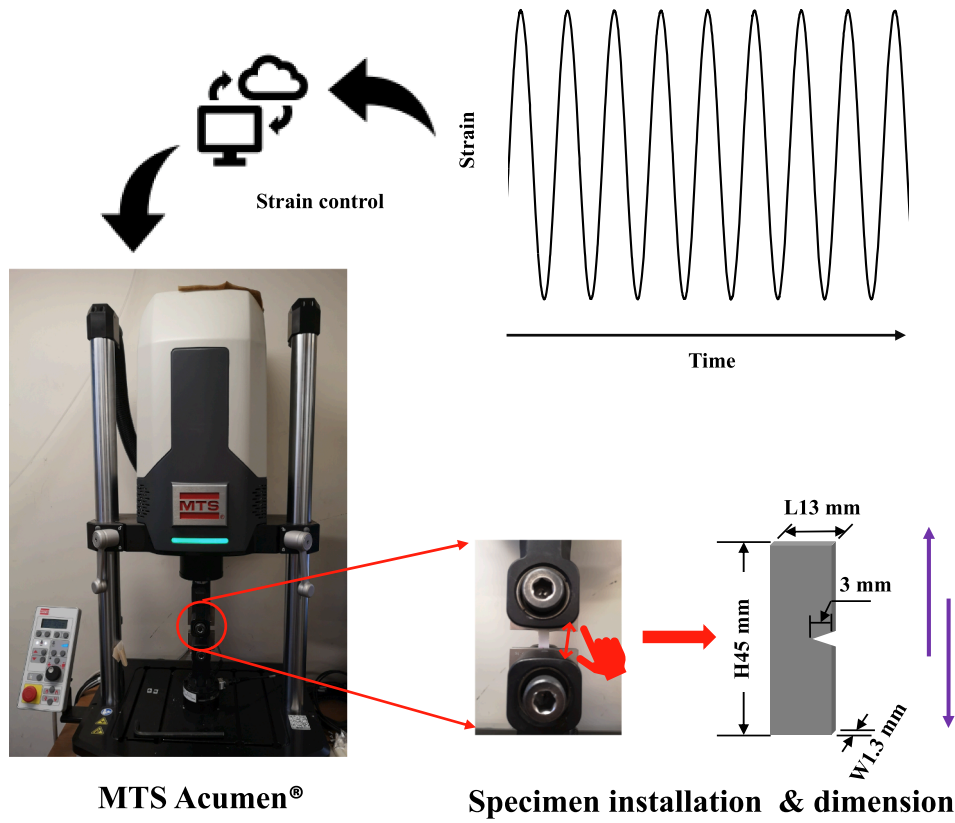 Strain
Strain control
Time
MTS
L13 mm
3 mm
H45 mm
W1.3 mm
MTS Acumen®
Specimen installation & dimension